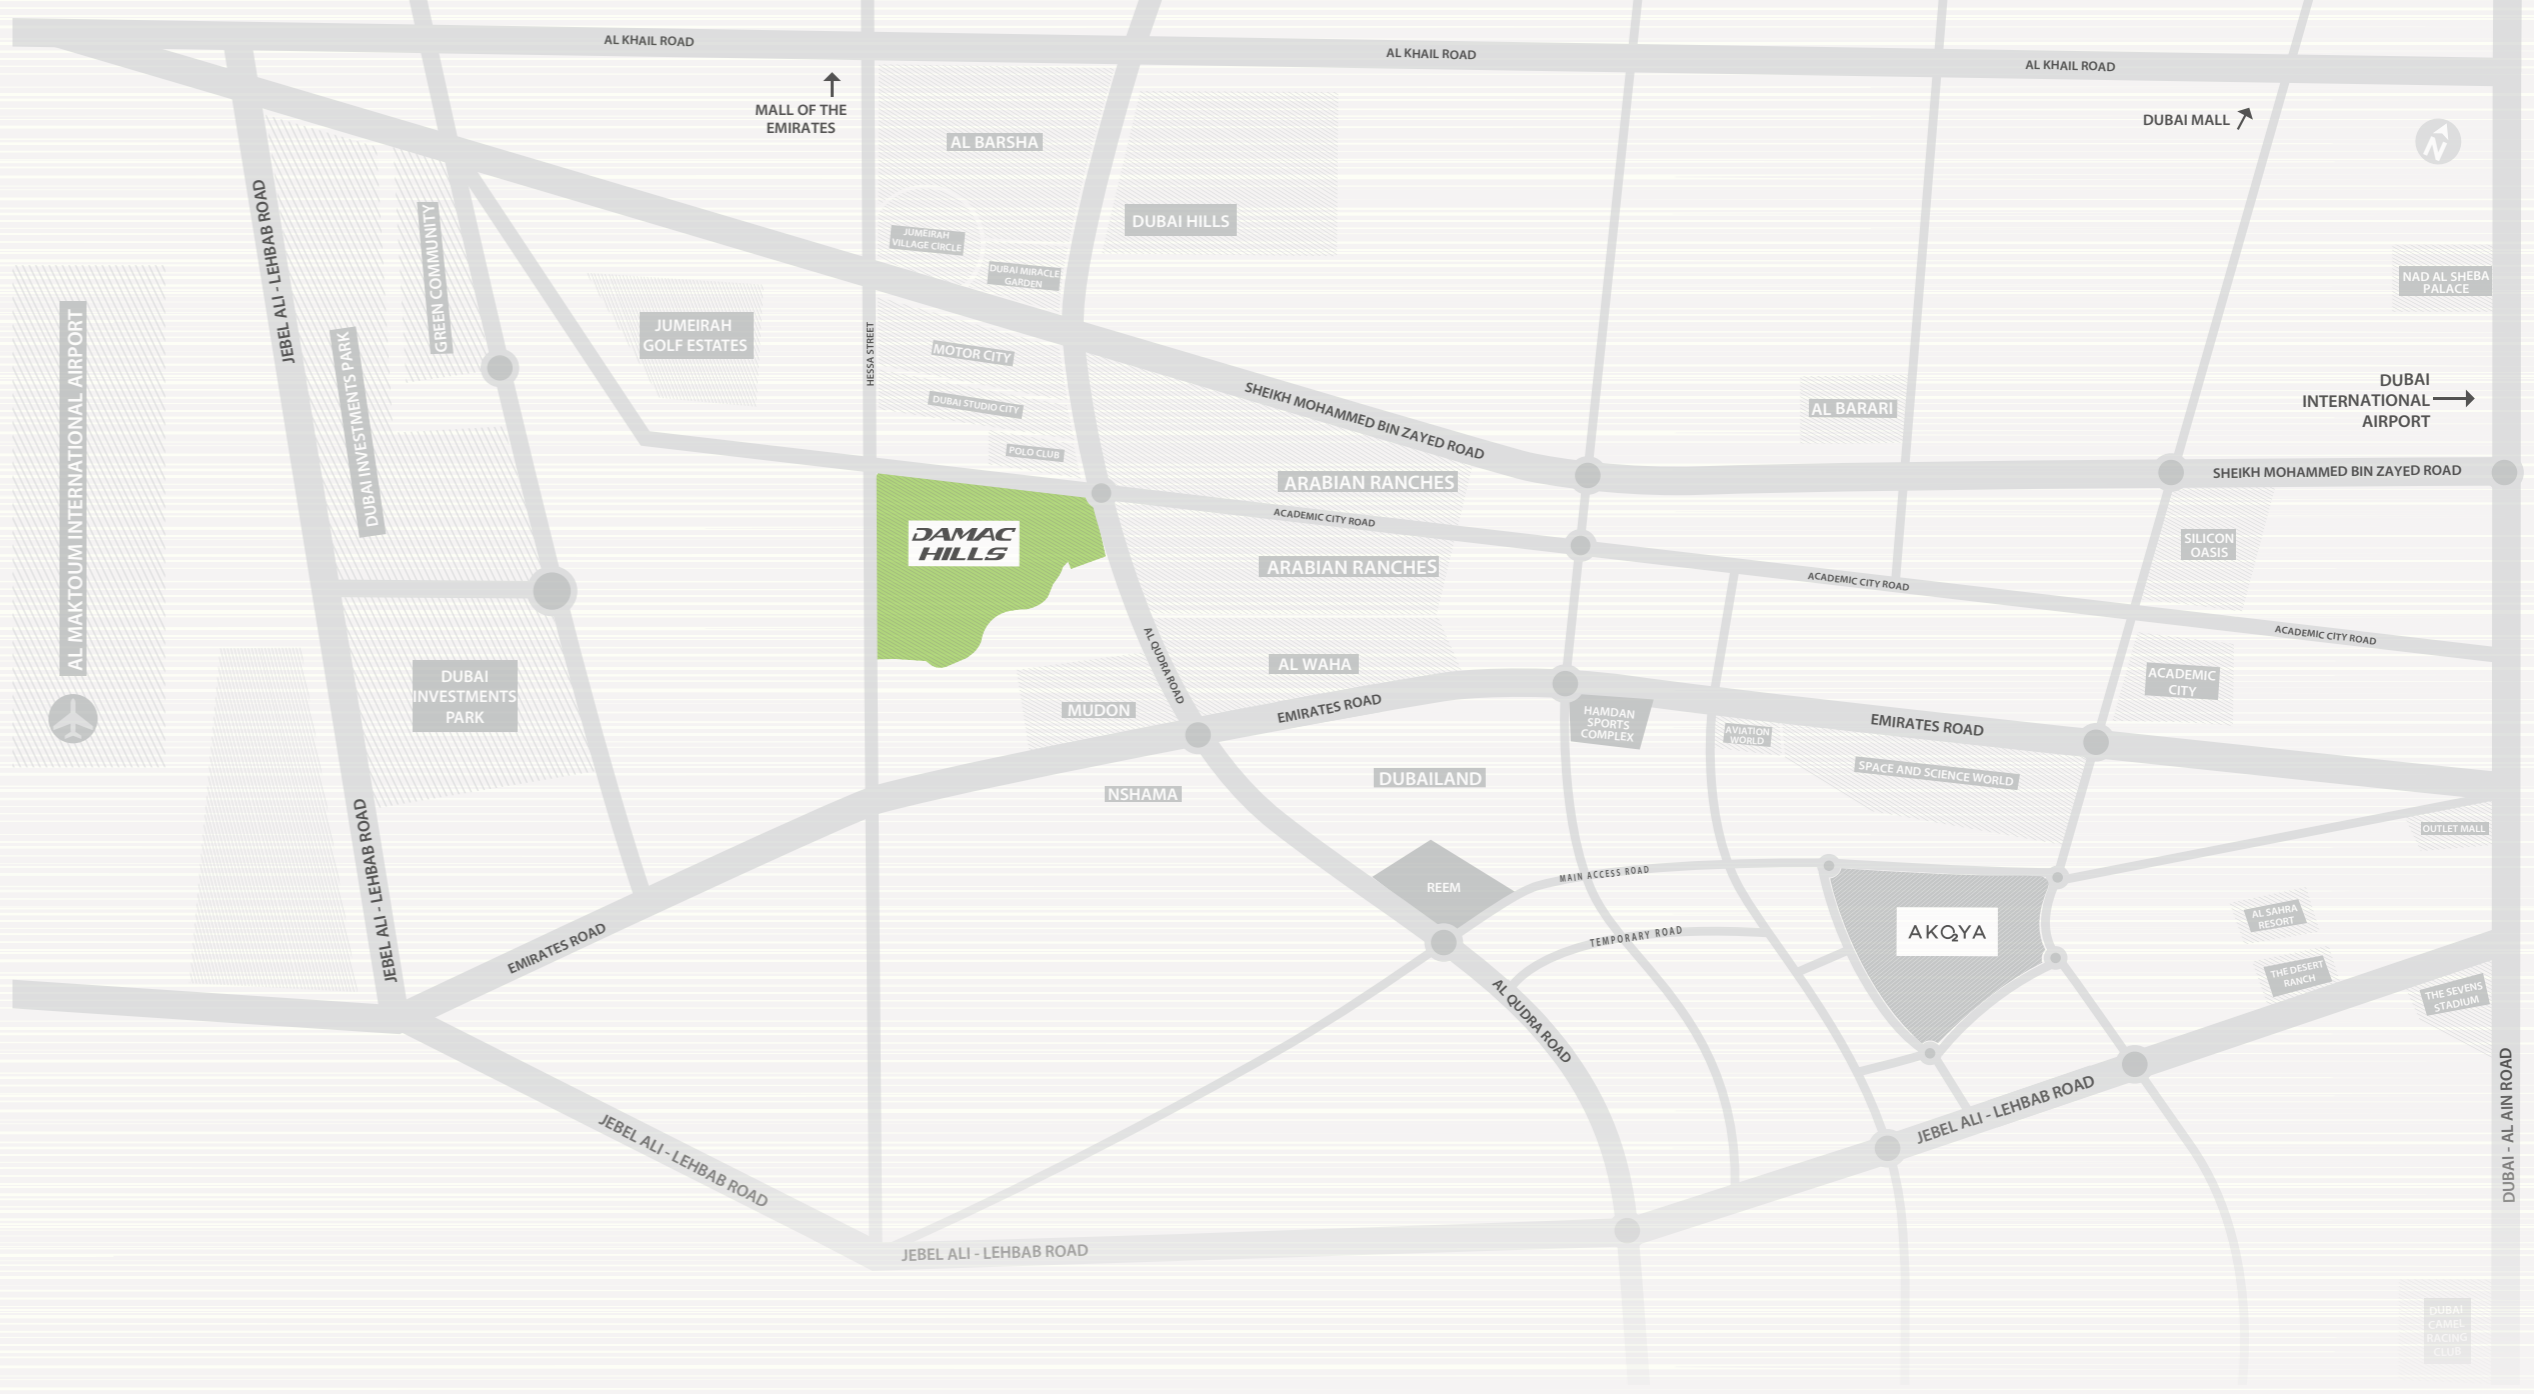 AL KHAIL ROAD
AL KHAIL ROAD
AL KHAIL ROAD
MALL OF THE
EMIRATES
DUBAI MALL
N
AL BARSHA
DUBAI HILLS
JUMEIRAH
VILLAGE CIRCLE
DUBAI MIRACLE
GARDEN
JEBEL ALI - LEHBAB ROAD
GREEN COMMUNITY
NAD AL SHEBA
PALACE
AL MAKTOUM INTERNATIONAL AIRPORT
DUBAI INVESTMENTS PARK
JUMEIRAH
GOLF ESTATES
HESSA STREET
MOTOR CITY
DUBAI STUDIO CITY
POLO CLUB
SHEIKH MOHAMMED BIN ZAYED ROAD
AL BARARI
DUBAI
INTERNATIONAL
AIRPORT
SHEIKH MOHAMMED BIN ZAYED ROAD
ARABIAN RANCHES
ACADEMIC CITY ROAD
DAMAC
HILLS
ARABIAN RANCHES
SILICON
OASIS
ACADEMIC CITY ROAD
ACADEMIC CITY ROAD
AL QUDRA ROAD
AL WAHA
DUBAI
INVESTMENTS
PARK
ACADEMIC
CITY
MUDON
EMIRATES ROAD
HAMDAN
SPORTS
COMPLEX
AVIATION
WORLD
EMIRATES ROAD
SPACE AND SCIENCE WORLD
DUBAILAND
NSHAMA
OUTLET MALL
JEBEL ALI - LEHBAB ROAD
REEM
MAIN ACCESS ROAD
TEMPORARY ROAD
AKO2YA
AL SAHRA
RESORT
THE DESERT
RANCH
THE SEVENS
STADIUM
EMIRATES ROAD
AL QUDRA ROAD
JEBEL ALI - LEHBAB ROAD
JEBEL ALI - LEHBAB ROAD
DUBAI - AL AIN ROAD
JEBEL ALI - LEHBAB ROAD
DUBAI
CAMEL
RACING
CLUB